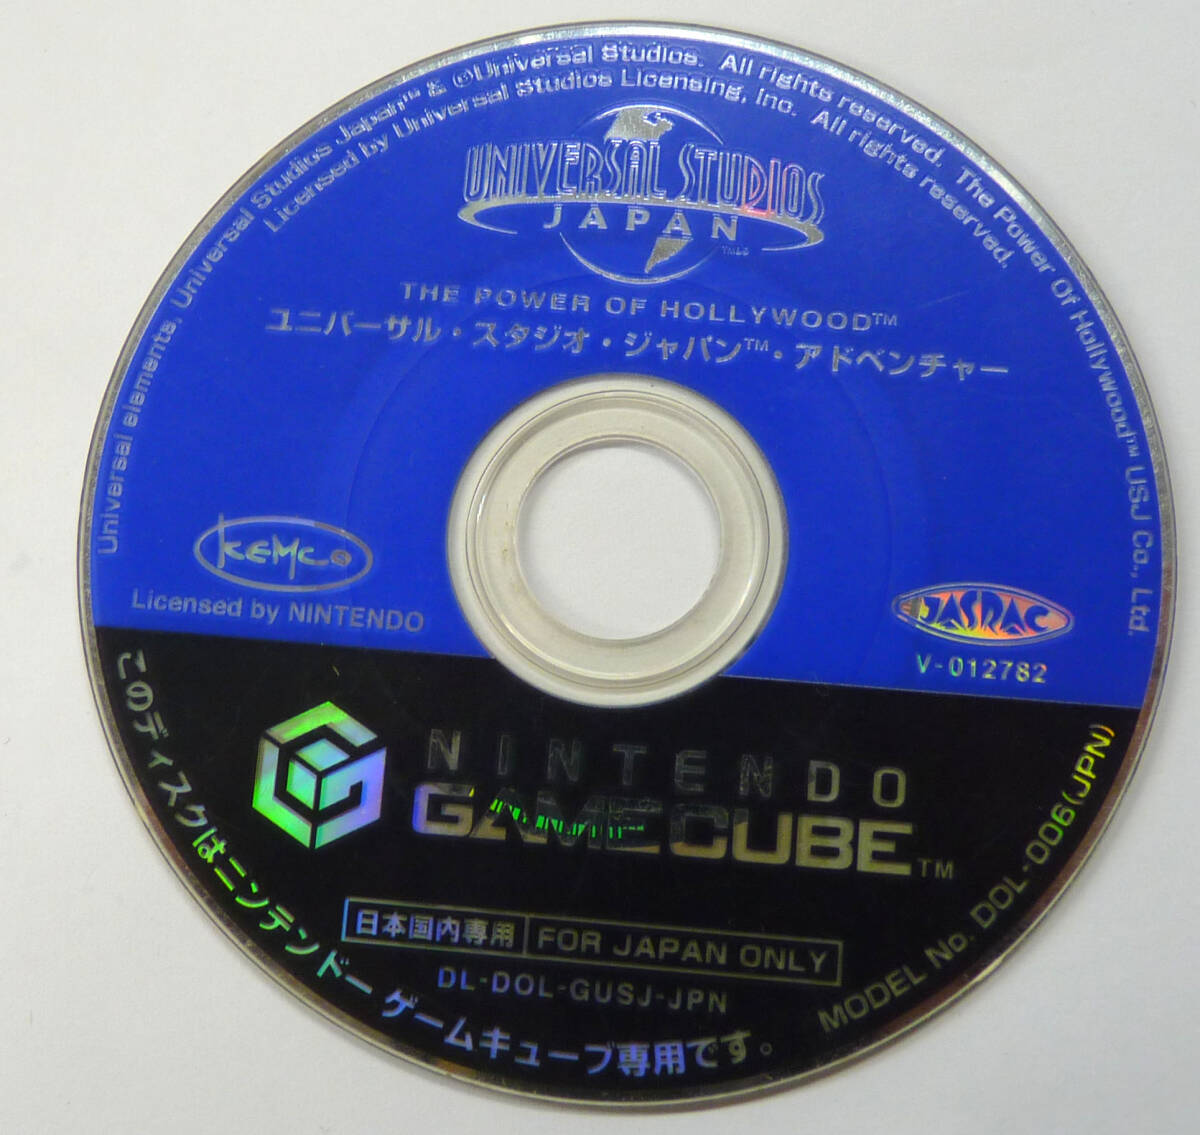 Universal elements, Universal Studios Japan™ & ©Universal Studios. All rights reserved. The Power Of Hollywood™ USJ Co., Ltd.
Licensed by Universal Studios Licensing, Inc. All rights reserved.
UNIVERSAL STUDIOS
JAPAN
THE POWER OF HOLLYWOOD™
ユニバーサル・スタジオ・ジャパン™・アドベンチャー
KEMCO
Licensed by NINTENDO
JASRAC
V-012782
NINTENDO
GAMECUBE™
日本国内専用 FOR JAPAN ONLY
DL-DOL-GUSJ-JPN
MODEL No. DOL-006(JPN)
このディスクはニンテンドー ゲームキューブ専用です。